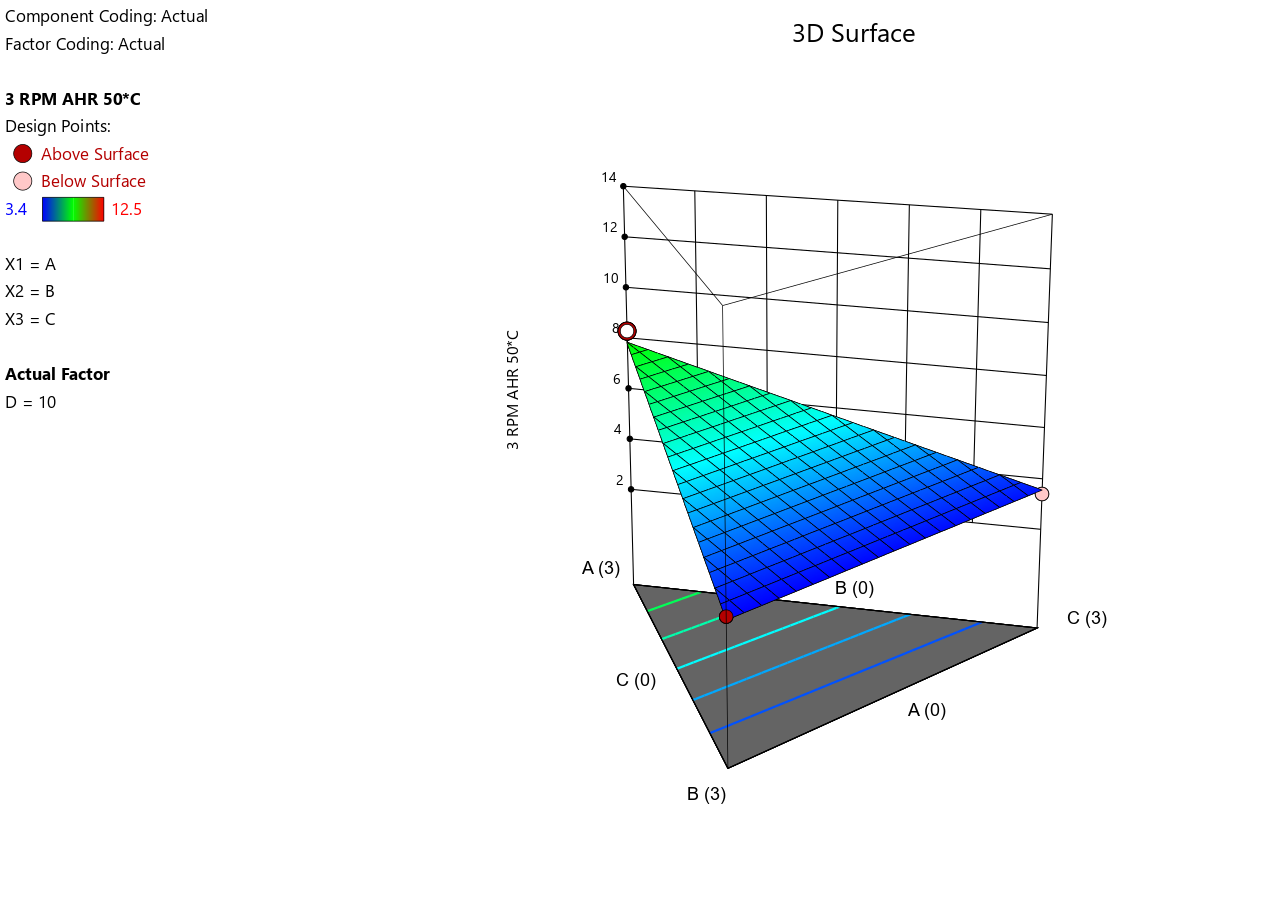 Component Coding: Actual
Factor Coding: Actual
3D Surface
3 RPM AHR 50*C
Design Points:
Above Surface
Below Surface
3.4 12.5
X1 = A
X2 = B
X3 = C
Actual Factor
D = 10
14
12
10
8
6
4
2
3 RPM AHR 50*C
A (3)
B (0)
C (3)
C (0)
A (0)
B (3)